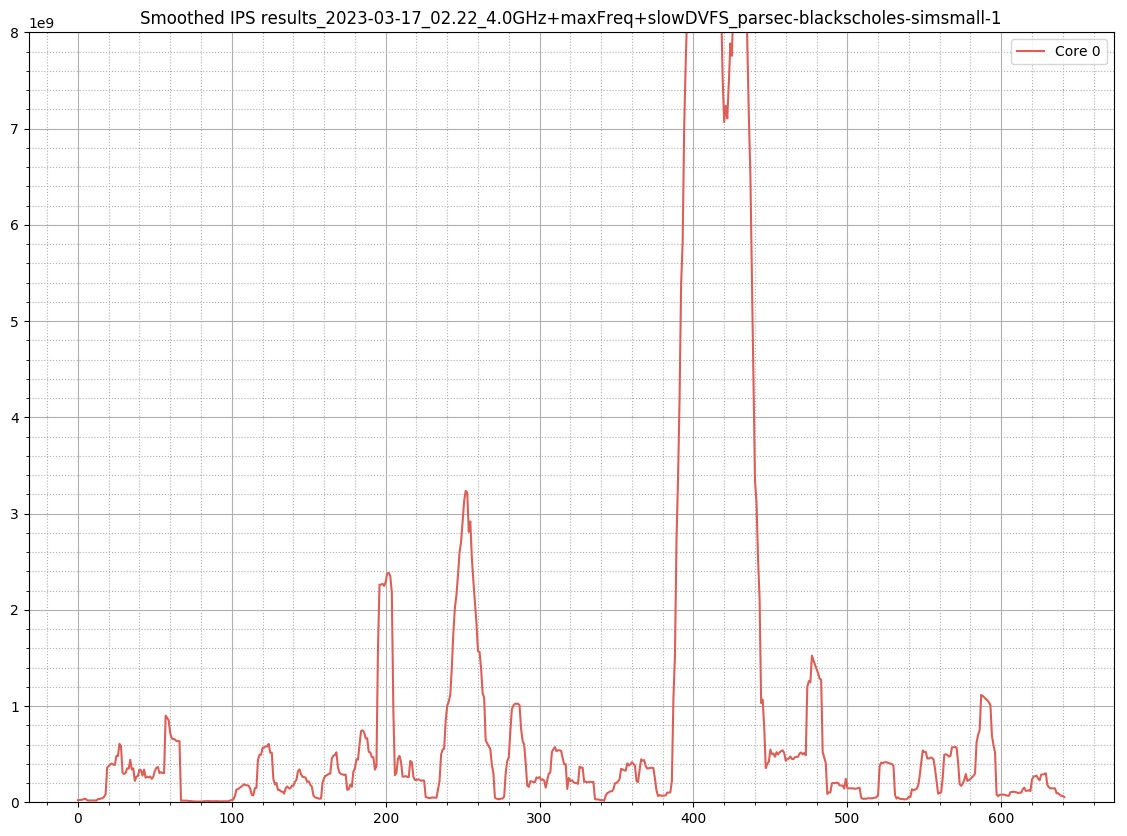 Smoothed IPS results_2023-03-17_02.22_4.0GHz+maxFreq+slowDVFS_parsec-blackscholes-simsmall-1
1e9
Core 0
8
7
6
5
4
3
2
1
0
0 100 200 300 400 500 600